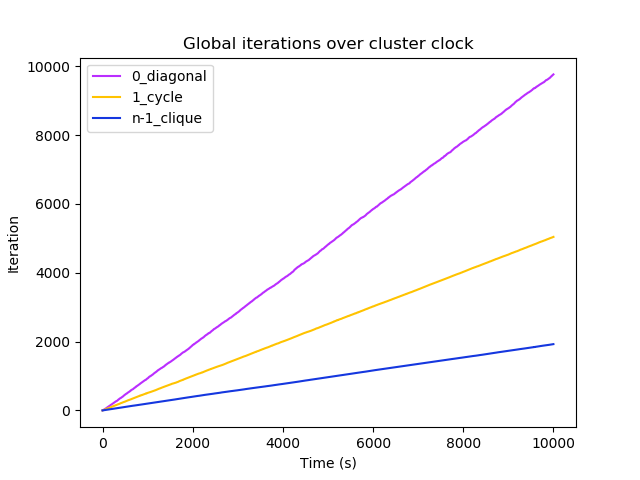 Global iterations over cluster clock
0_diagonal
1_cycle
n-1_clique
10000
8000
6000
4000
2000
0
Iteration
0 2000 4000 6000 8000 10000
Time (s)